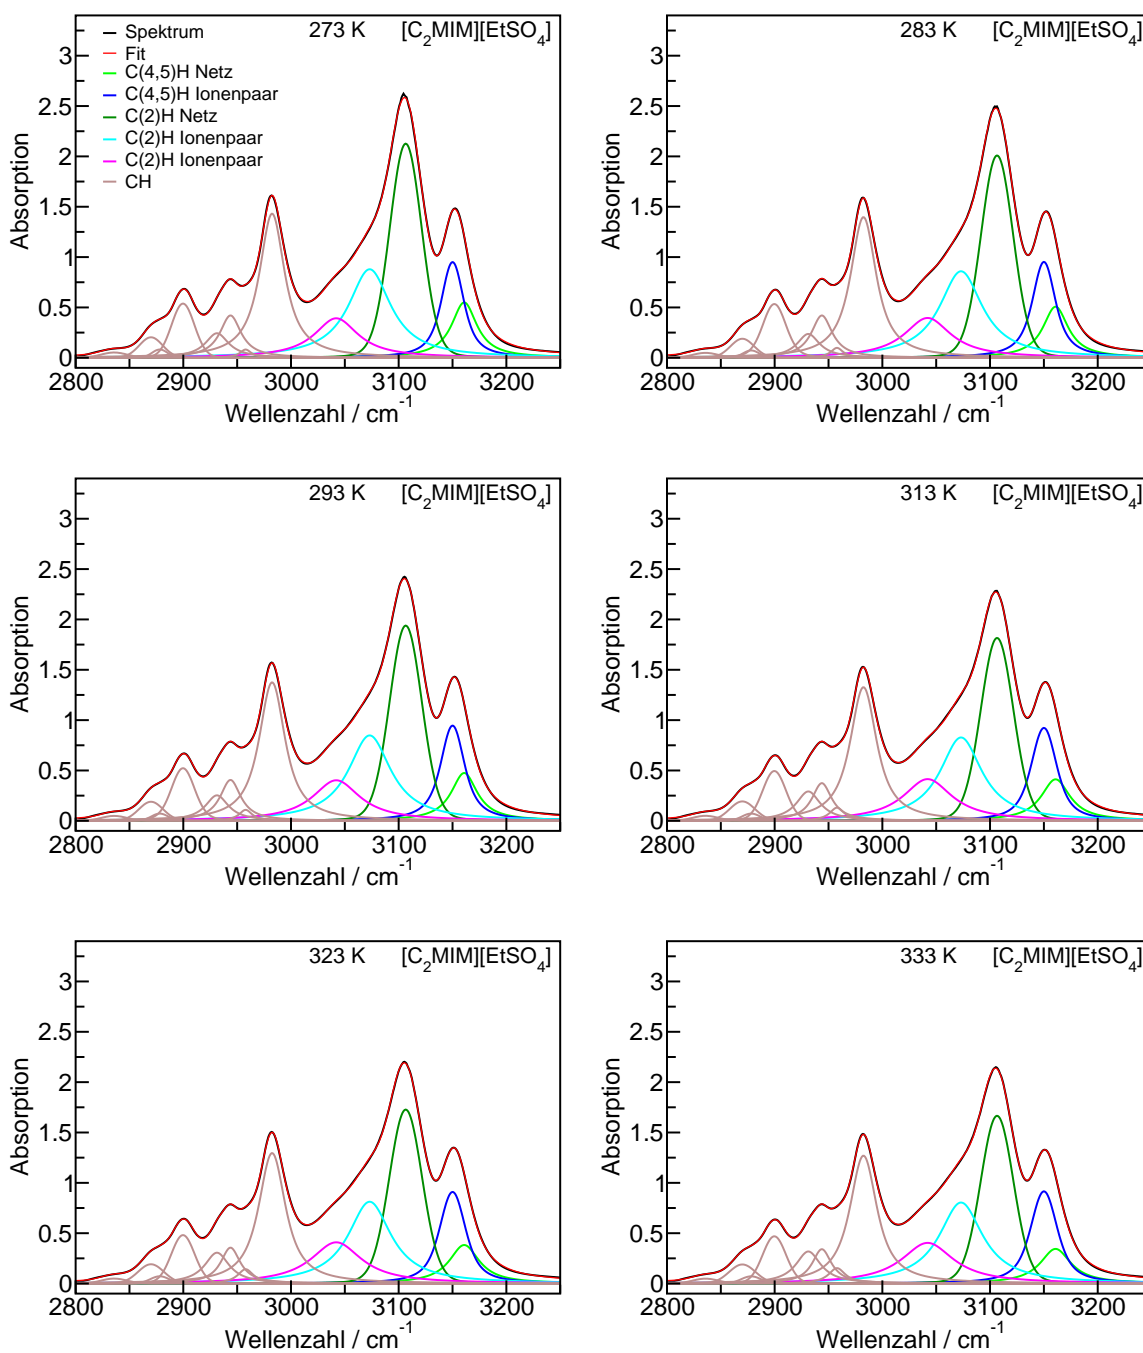 273 K [C₂MIM][EtSO₄]
Spektrum
Fit
C(4,5)H Netz
C(4,5)H Ionenpaar
C(2)H Netz
C(2)H Ionenpaar
C(2)H Ionenpaar
CH
Absorption
3
2.5
2
1.5
1
0.5
0
2800 2900 3000 3100 3200
Wellenzahl / cm⁻¹
283 K [C₂MIM][EtSO₄]
Absorption
3
2.5
2
1.5
1
0.5
0
2800 2900 3000 3100 3200
Wellenzahl / cm⁻¹
293 K [C₂MIM][EtSO₄]
Absorption
3
2.5
2
1.5
1
0.5
0
2800 2900 3000 3100 3200
Wellenzahl / cm⁻¹
313 K [C₂MIM][EtSO₄]
Absorption
3
2.5
2
1.5
1
0.5
0
2800 2900 3000 3100 3200
Wellenzahl / cm⁻¹
323 K [C₂MIM][EtSO₄]
Absorption
3
2.5
2
1.5
1
0.5
0
2800 2900 3000 3100 3200
Wellenzahl / cm⁻¹
333 K [C₂MIM][EtSO₄]
Absorption
3
2.5
2
1.5
1
0.5
0
2800 2900 3000 3100 3200
Wellenzahl / cm⁻¹